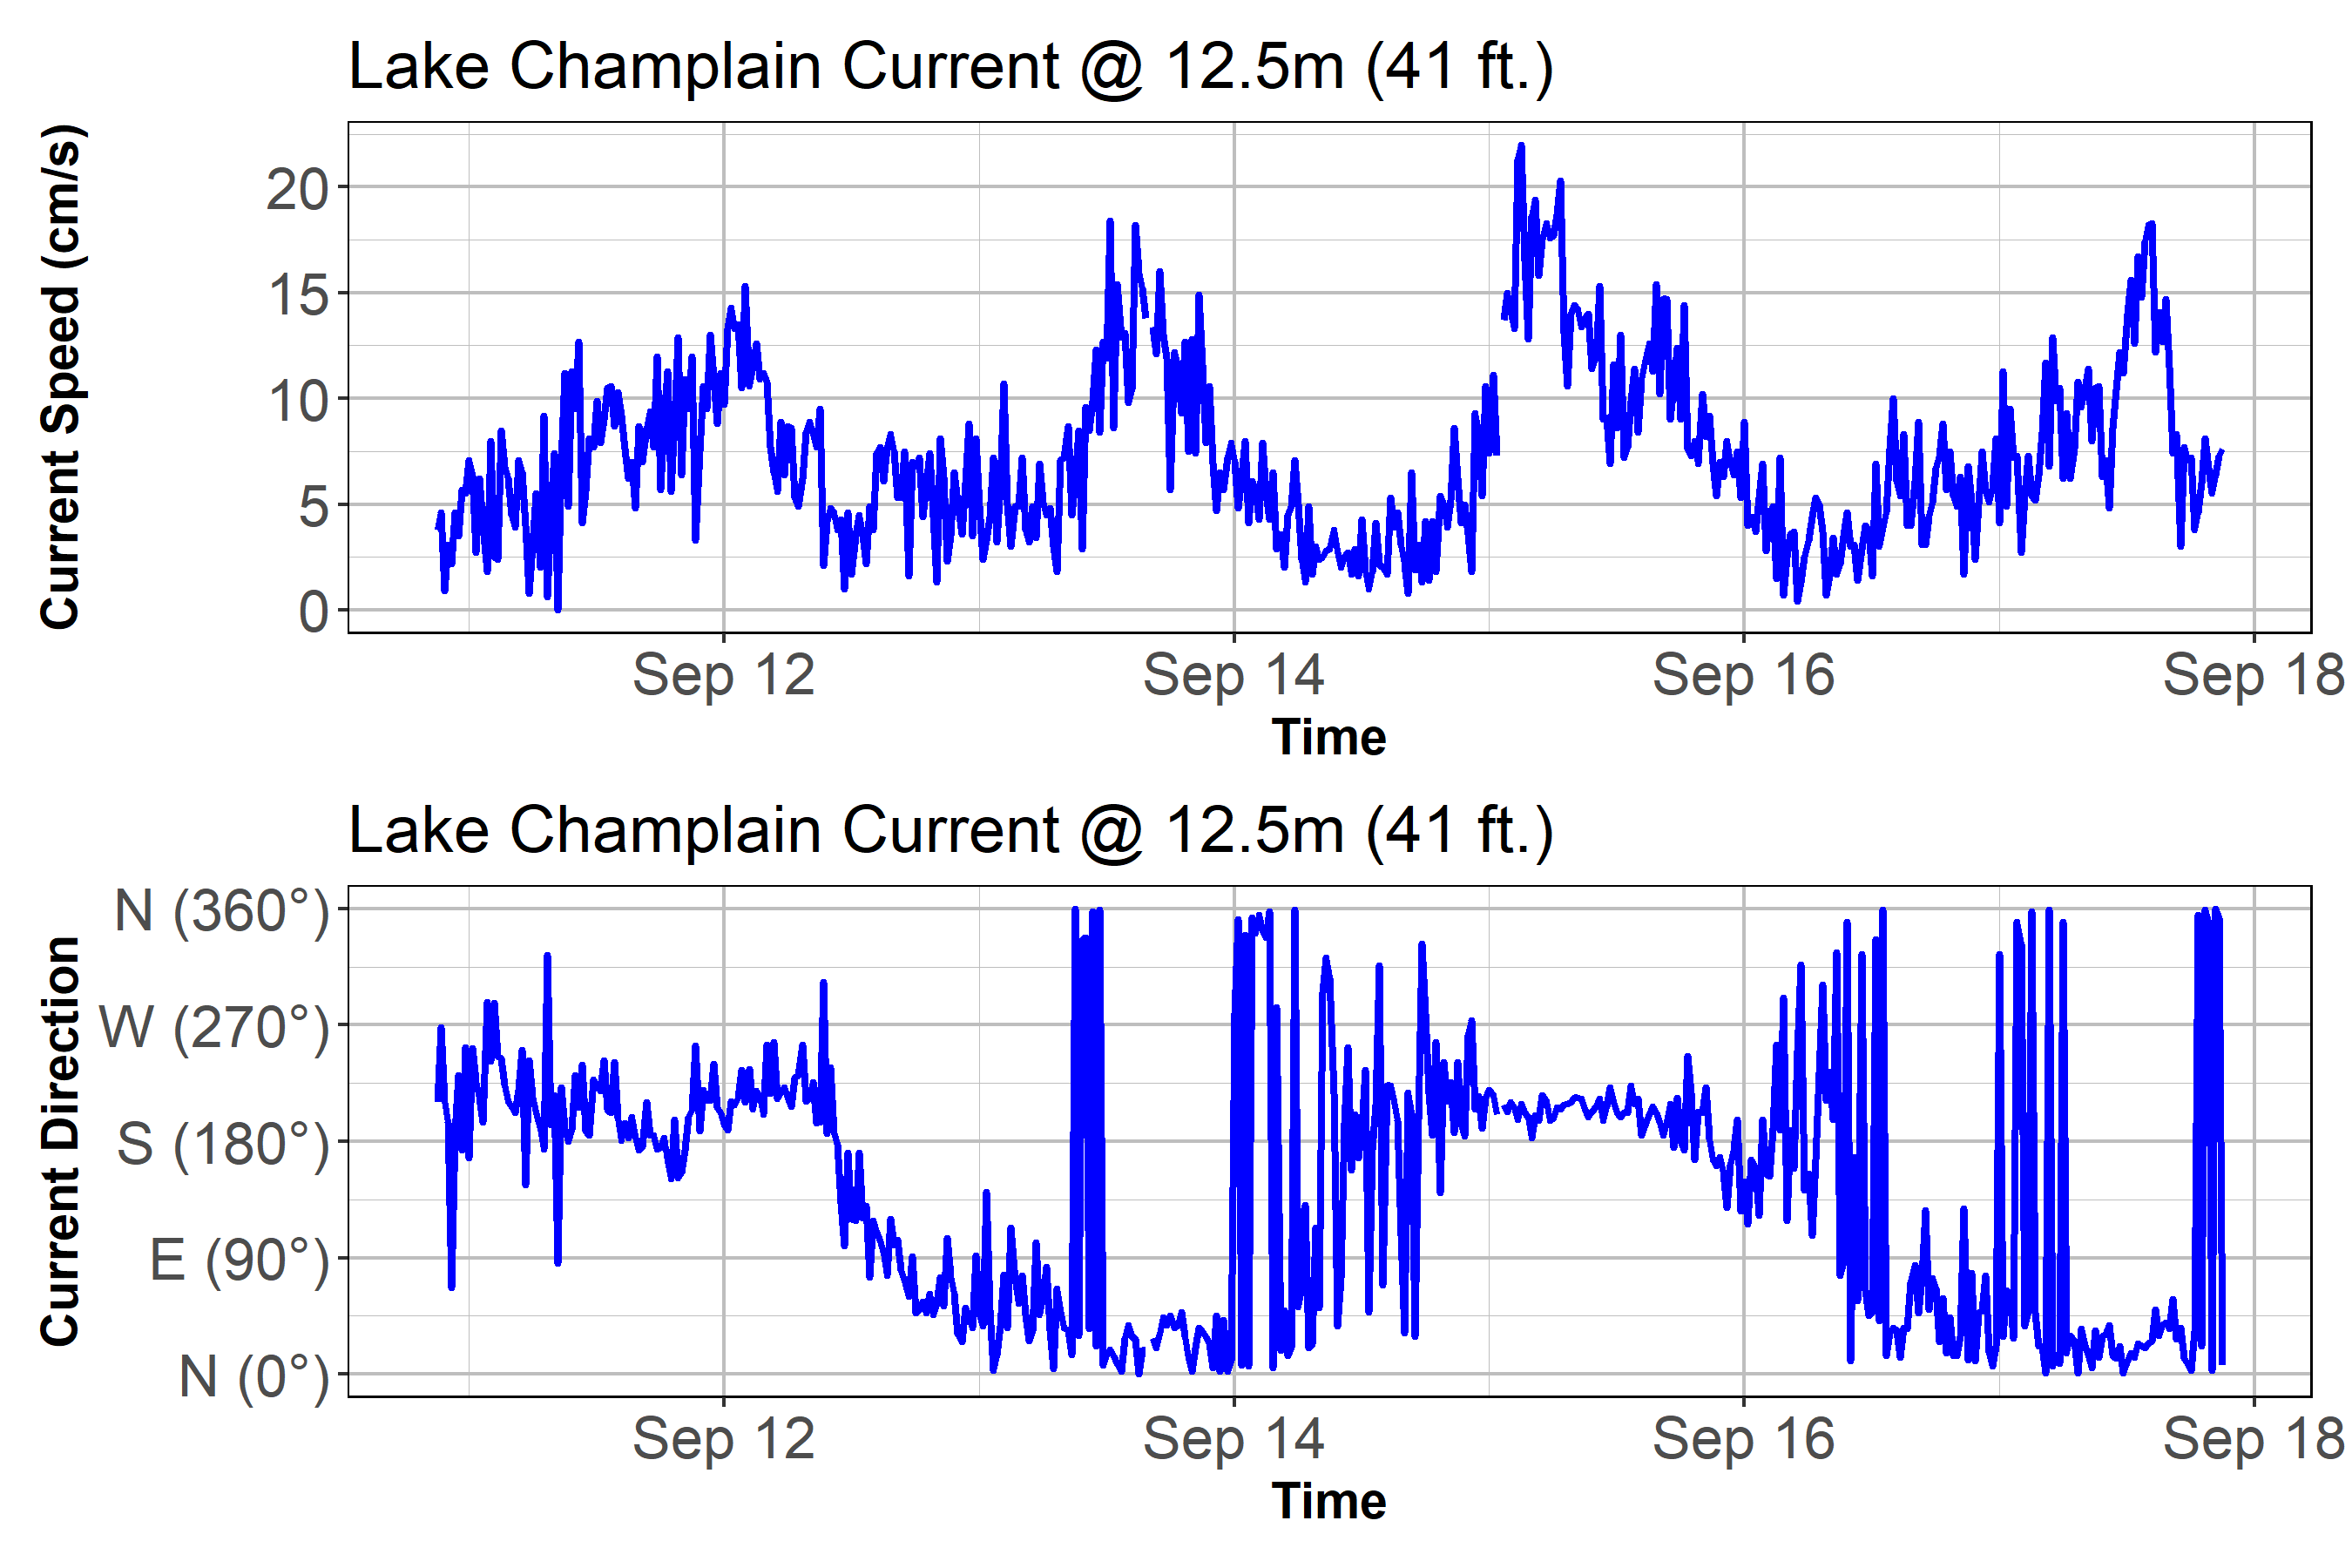 Lake Champlain Current @ 12.5m (41 ft.)
Current Speed (cm/s)
20
15
10
5
0
Sep 12 Sep 14 Sep 16 Sep 18
Time
Lake Champlain Current @ 12.5m (41 ft.)
Current Direction
N (360°)
W (270°)
S (180°)
E (90°)
N (0°)
Sep 12 Sep 14 Sep 16 Sep 18
Time